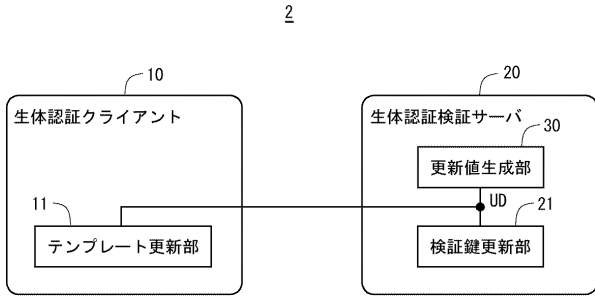 2
10
20
生体認証クライアント
生体認証検証サーバ
30
更新値生成部
11
UD
21
テンプレート更新部
検証鍵更新部